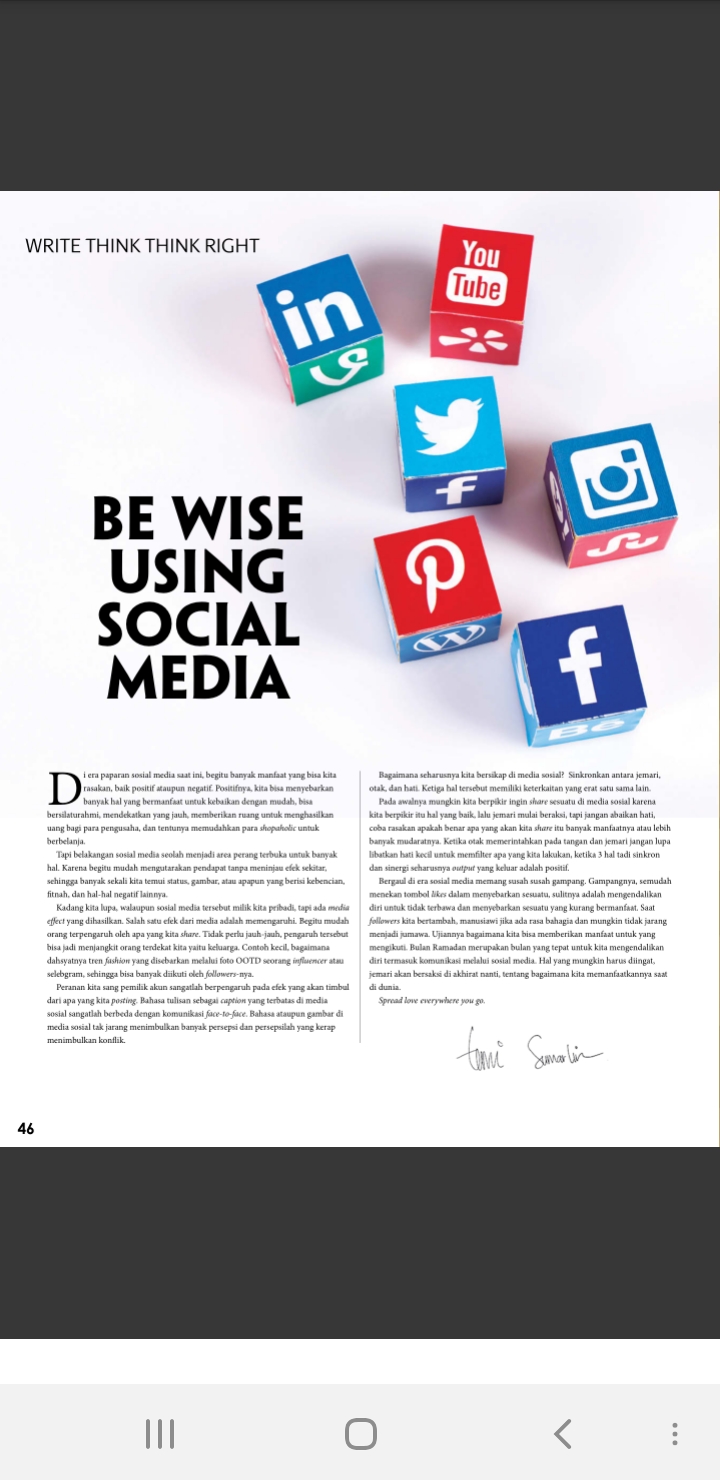 WRITE THINK THINK RIGHT
in
You
Tube
f
f
Bē
BE WISE
USING
SOCIAL
MEDIA
Di era paparan sosial media saat ini, begitu banyak manfaat yang bisa kita
rasakan, baik positif ataupun negatif. Positifnya, kita bisa menyebarkan
banyak hal yang bermanfaat untuk kebaikan dengan mudah, bisa
bersilaturahmi, mendekatkan yang jauh, memberikan ruang untuk menghasilkan
uang bagi para pengusaha, dan tentunya memudahkan para shopaholic untuk
berbelanja.
Tapi belakangan sosial media seolah menjadi area perang terbuka untuk banyak
hal. Karena begitu mudah mengutarakan pendapat tanpa menimbang efek sekitar,
sehingga banyak sekali kita temui status, gambar, atau apapun yang berisi kebencian,
fitnah, dan hal-hal negatif lainnya.
Kadang kita lupa, walaupun sosial media tersebut milik kita pribadi, tapi ada media
effect yang dihasilkan. Salah satu efek dari media adalah memengaruhi. Begitu mudah
orang terpengaruh oleh apa yang kita share. Tidak perlu jauh-jauh, pengaruh tersebut
bisa jadi menjangkit orang terdekat kita yaitu keluarga. Contoh kecil, bagaimana
dahsyatnya tren fashion yang disebarkan melalui foto OOTD seorang influencer atau
selebgram, sehingga bisa banyak diikuti oleh followers-nya.
Peranan kita sang pemilik akun sangatlah berpengaruh pada efek yang akan timbul
dari apa yang kita posting. Bahasa tulisan sebagai caption yang terbatas di media
sosial sangatlah berbeda dengan komunikasi face-to-face. Bahasa ataupun gambar di
media sosial tak jarang menimbulkan banyak persepsi dan persepsilah yang kerap
menimbulkan konflik.
Bagaimana seharusnya kita bersikap di media sosial? Sinkronkan antara jemari,
otak, dan hati. Ketiga hal tersebut memiliki keterkaitan yang erat satu sama lain.
Pada awalnya mungkin kita berpikir ingin share sesuatu di media sosial karena
kita berpikir itu hal yang baik, lalu jemari mulai beraksi, tapi jangan abaikan hati,
coba rasakan apakah benar apa yang akan kita share itu banyak manfaatnya atau lebih
banyak mudaratnya. Ketika otak memerintahkan pada tangan dan jemari jangan lupa
libatkan hati kecil untuk memfilter apa yang kita lakukan, ketika 3 hal tadi sinkron
dan sinergi seharusnya output yang keluar adalah positif.
Bergaul di era sosial media memang susah susah gampang. Gampangnya, semudah
menekan tombol likes dalam menyebarkan sesuatu, sulitnya adalah mengendalikan
diri untuk tidak terbawa dan menyebarkan sesuatu yang kurang bermanfaat. Saat
followers kita bertambah, manusiawi jika ada rasa bahagia dan mungkin tidak jarang
menjadi jumawa. Ujiannya bagaimana kita bisa memberikan manfaat untuk yang
mengikuti. Bulan Ramadan merupakan bulan yang tepat untuk kita mengendalikan
diri termasuk komunikasi melalui sosial media. Hal yang mungkin harus diingat,
jemari akan bersaksi di akhirat nanti, tentang bagaimana kita memanfaatkannya saat
di dunia.
Spread love everywhere you go.
temi Sumarlin
46